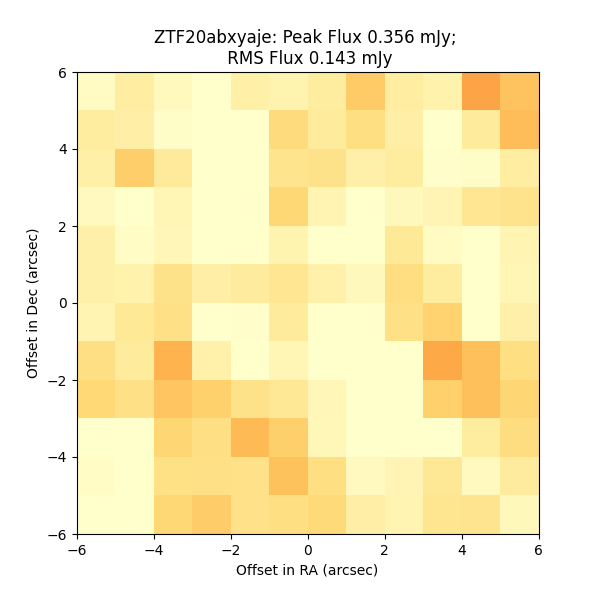 ZTF20abxyaje: Peak Flux 0.356 mJy;
RMS Flux 0.143 mJy
6
4
2
0
−2
−4
−6
Offset in Dec (arcsec)
−6 −4 −2 0 2 4 6
Offset in RA (arcsec)